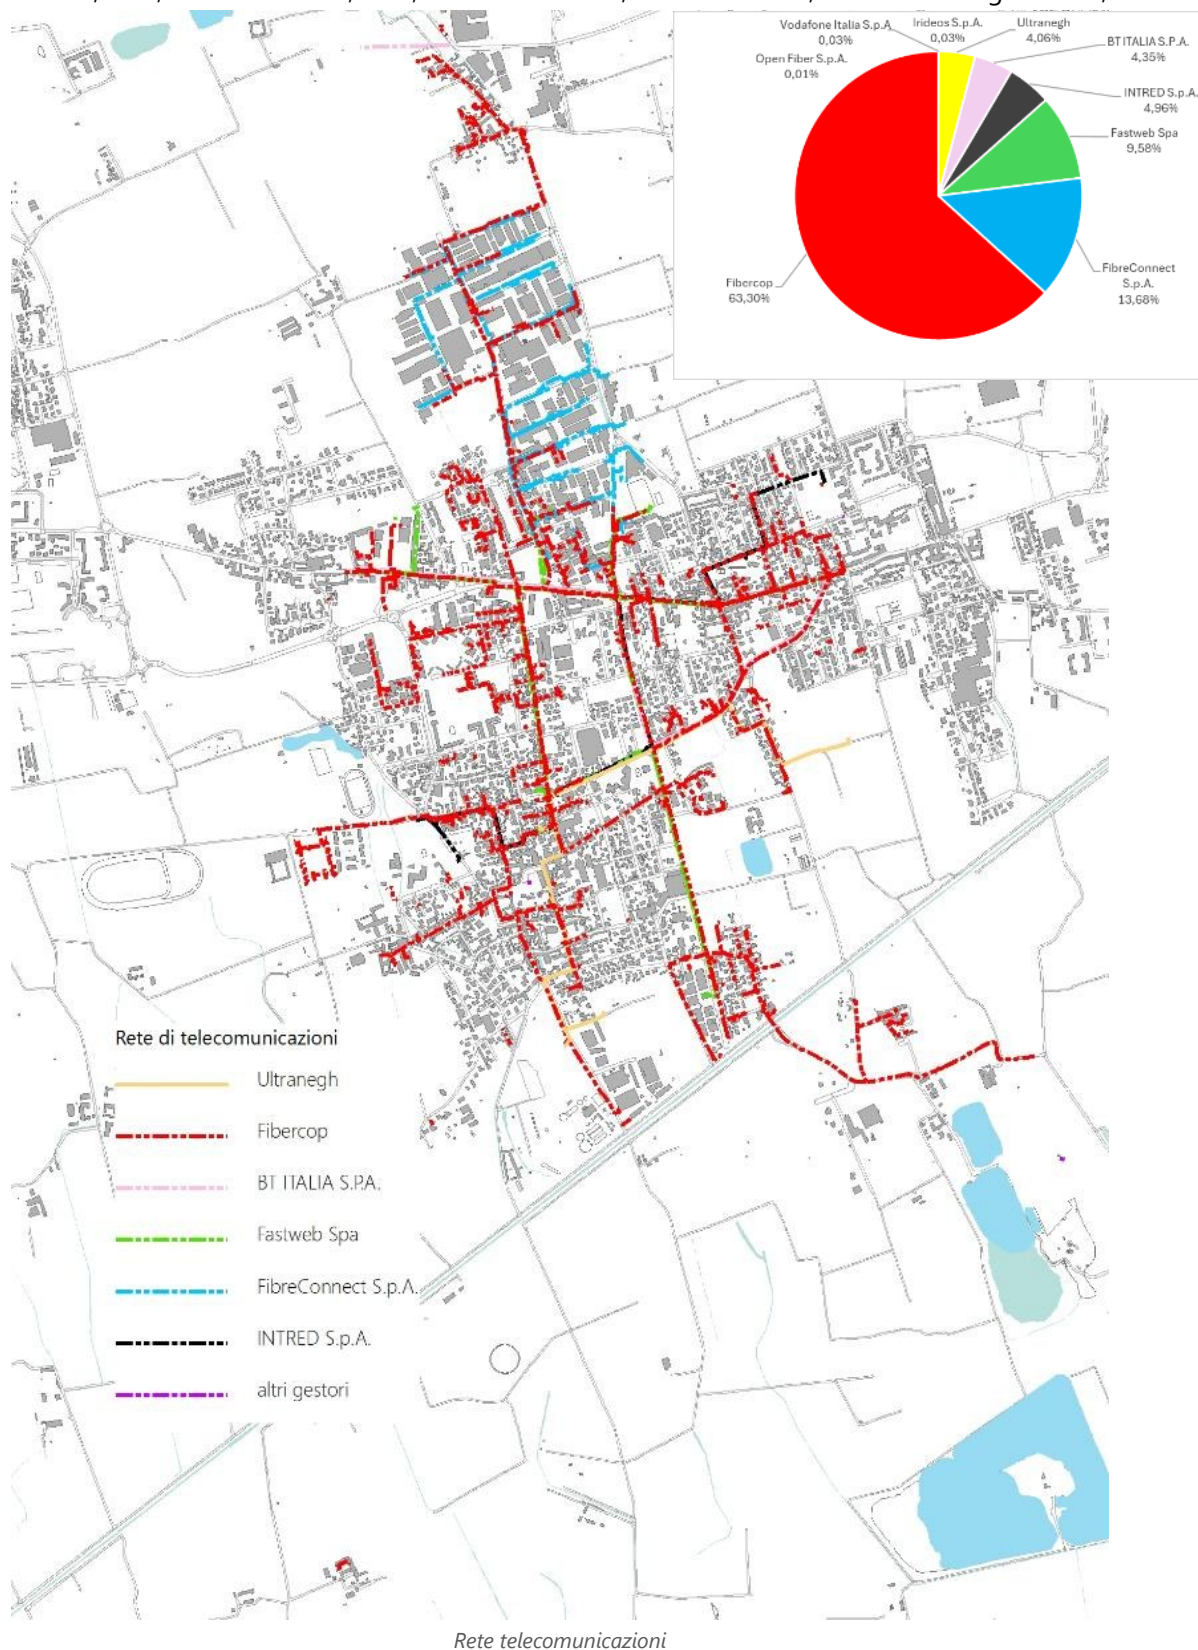 Vodafone Italia S.p.A.
0,03%
Irideos S.p.A.
0,03%
Ultranegh
4,06%
Open Fiber S.p.A.
0,01%
BT ITALIA S.P.A.
4,35%
INTRED S.p.A.
4,96%
Fastweb Spa
9,58%
FibreConnect
S.p.A.
13,68%
Fibercop
63,30%
Rete di telecomunicazioni
Ultranegh
Fibercop
BT ITALIA S.P.A.
Fastweb Spa
FibreConnect S.p.A.
INTRED S.p.A.
altri gestori
Rete telecomunicazioni